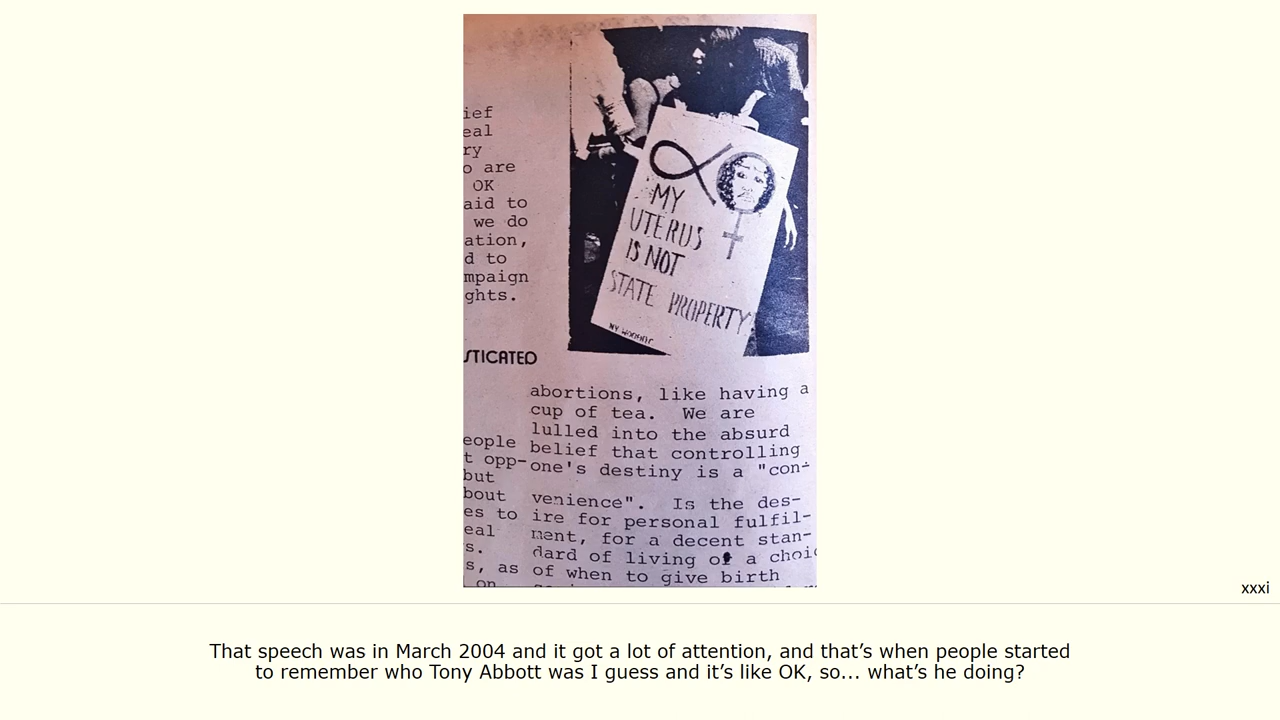 ief
eal
ry
o are
OK
aid to
we do
ation,
d to
mpaign
ghts.
STICATED
eople
t opp-
but
bout
es to
eal
s.
s, as
on
MY
UTERUS
IS NOT
STATE PROPERTY
abortions, like having a
cup of tea. We are
lulled into the absurd
belief that controlling
one's destiny is a "con-
venience". Is the des-
ire for personal fulfil-
ment, for a decent stan-
dard of living of a choic
of when to give birth
xxxi
That speech was in March 2004 and it got a lot of attention, and that's when people started
to remember who Tony Abbott was I guess and it's like OK, so... what's he doing?